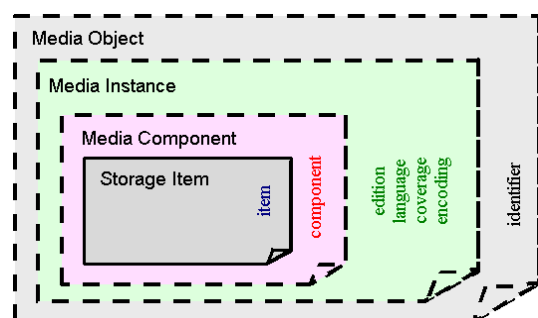 Media Object
Media Instance
Media Component
Storage Item
item
component
edition
language
coverage
encoding
identifier